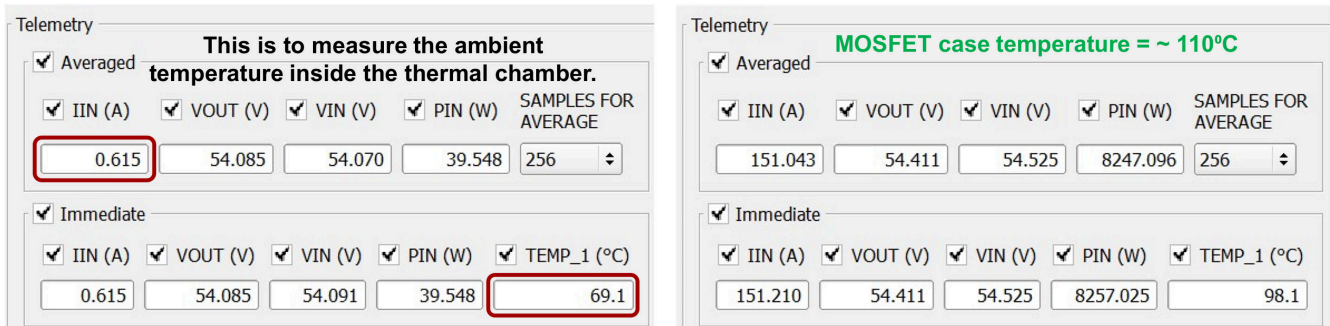 Telemetry
This is to measure the ambient
temperature inside the thermal chamber.
Averaged
IIN (A) VOUT (V) VIN (V) PIN (W) SAMPLES FOR AVERAGE
0.615 54.085 54.070 39.548 256
Immediate
IIN (A) VOUT (V) VIN (V) PIN (W) TEMP_1 (°C)
0.615 54.085 54.091 39.548 69.1
Telemetry
MOSFET case temperature = ~ 110⁰C
Averaged
IIN (A) VOUT (V) VIN (V) PIN (W) SAMPLES FOR AVERAGE
151.043 54.411 54.525 8247.096 256
Immediate
IIN (A) VOUT (V) VIN (V) PIN (W) TEMP_1 (°C)
151.210 54.411 54.525 8257.025 98.1